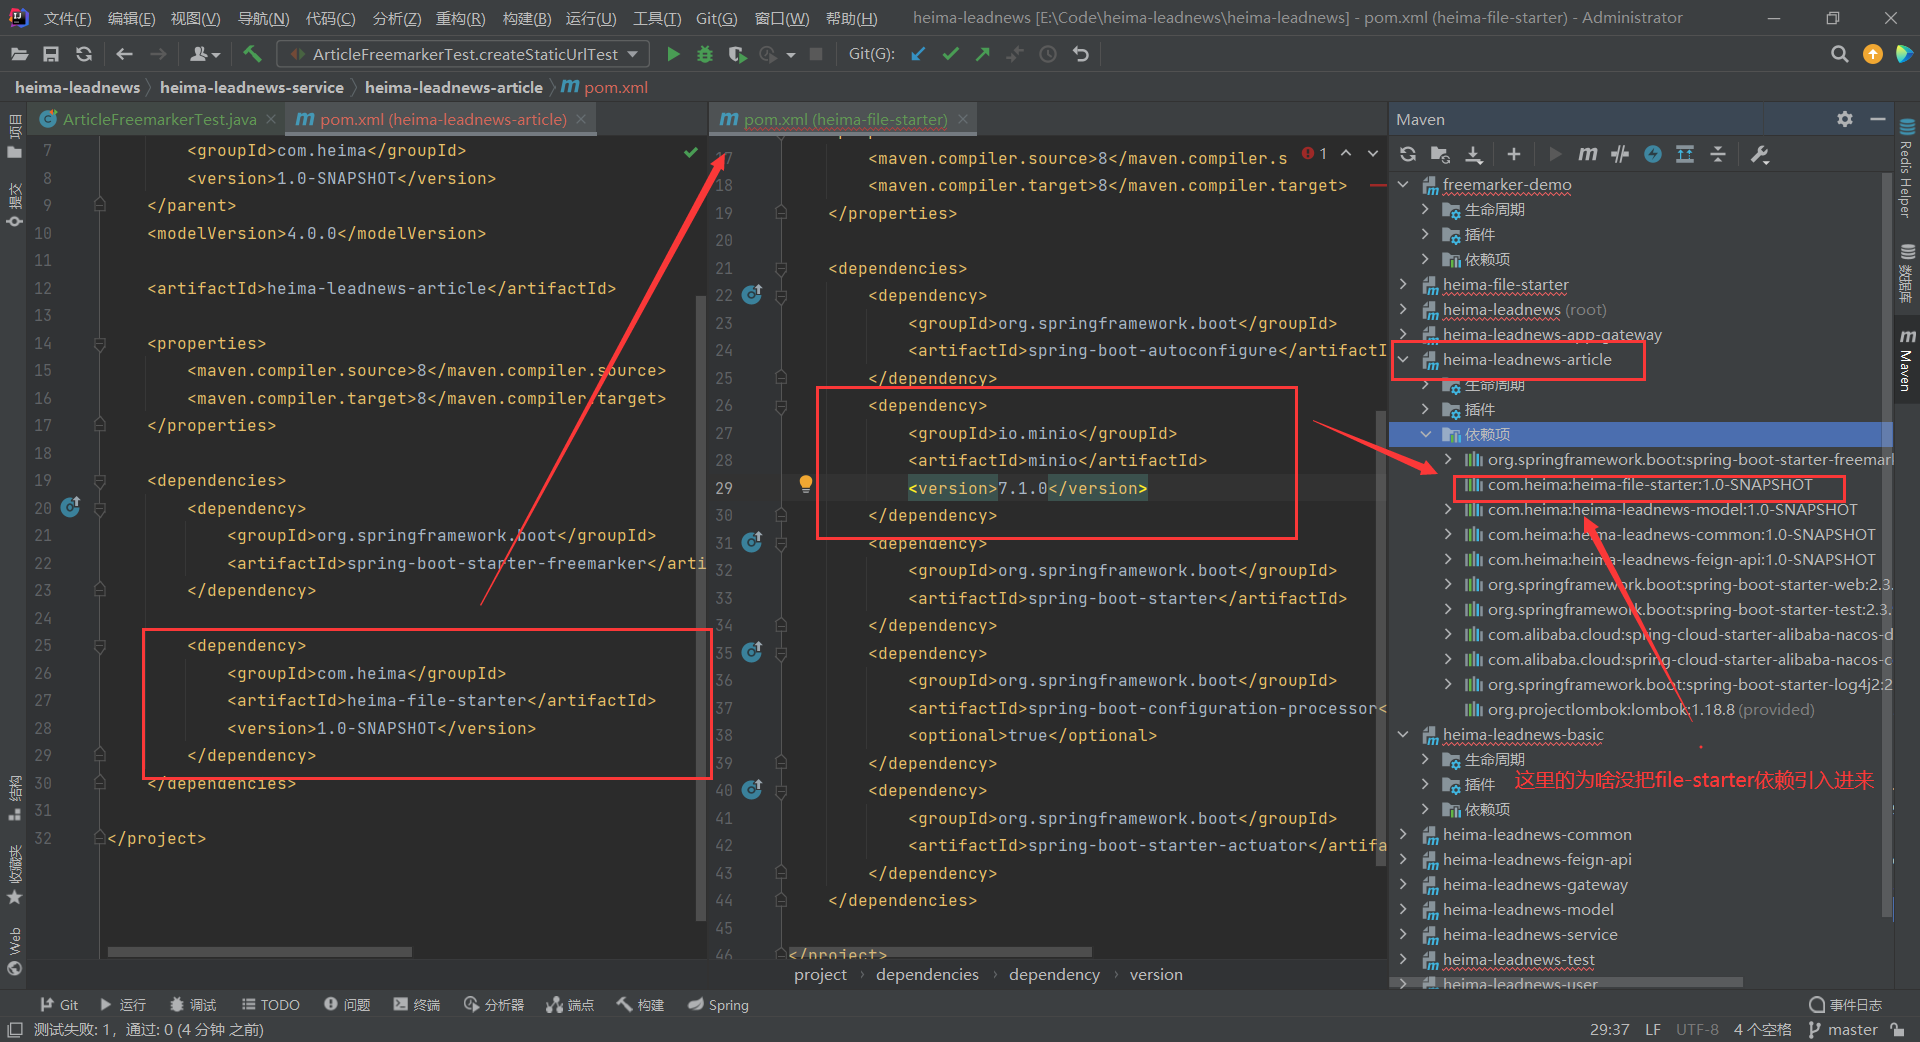 文件(F) 编辑(E) 视图(V) 导航(N) 代码(C) 分析(Z) 重构(R) 构建(B) 运行(U) 工具(T) Git(G) 窗口(W) 帮助(H) heima-leadnews [E:\Code\heima-leadnews\heima-leadnews] - pom.xml (heima-file-starter) - Administrator
ArticleFreemarkerTest.createStaticUrlTest Git(G):
heima-leadnews heima-leadnews-service heima-leadnews-article pom.xml
项目
提交
结构
收藏夹
Web
ArticleFreemarkerTest.java pom.xml (heima-leadnews-article)
7 <groupId>com.heima</groupId>
8 <version>1.0-SNAPSHOT</version>
9 </parent>
10 <modelVersion>4.0.0</modelVersion>
11
12 <artifactId>heima-leadnews-article</artifactId>
13
14 <properties>
15 <maven.compiler.source>8</maven.compiler.source>
16 <maven.compiler.target>8</maven.compiler.target>
17 </properties>
18
19 <dependencies>
20 <dependency>
21 <groupId>org.springframework.boot</groupId>
22 <artifactId>spring-boot-starter-freemarker</arti
23 </dependency>
24
25 <dependency>
26 <groupId>com.heima</groupId>
27 <artifactId>heima-file-starter</artifactId>
28 <version>1.0-SNAPSHOT</version>
29 </dependency>
30 </dependencies>
31
32 </project>
pom.xml (heima-file-starter)
17 <maven.compiler.source>8</maven.compiler.s 1
18 <maven.compiler.target>8</maven.compiler.target>
19 </properties>
20
21 <dependencies>
22 <dependency>
23 <groupId>org.springframework.boot</groupId>
24 <artifactId>spring-boot-autoconfigure</artifactI
25 </dependency>
26 <dependency>
27 <groupId>io.minio</groupId>
28 <artifactId>minio</artifactId>
29 <version>7.1.0</version>
30 </dependency>
31 <dependency>
32 <groupId>org.springframework.boot</groupId>
33 <artifactId>spring-boot-starter</artifactId>
34 </dependency>
35 <dependency>
36 <groupId>org.springframework.boot</groupId>
37 <artifactId>spring-boot-configuration-processor<
38 <optional>true</optional>
39 </dependency>
40 <dependency>
41 <groupId>org.springframework.boot</groupId>
42 <artifactId>spring-boot-starter-actuator</artifa
43 </dependency>
44 </dependencies>
45
46 </project>
project dependencies dependency version
Maven
freemarker-demo
生命周期
插件
依赖项
heima-file-starter
heima-leadnews (root)
heima-leadnews-app-gateway
heima-leadnews-article
生命周期
插件
依赖项
org.springframework.boot:spring-boot-starter-freemark
com.heima:heima-file-starter:1.0-SNAPSHOT
com.heima:heima-leadnews-model:1.0-SNAPSHOT
com.heima:heima-leadnews-common:1.0-SNAPSHOT
com.heima:heima-leadnews-feign-api:1.0-SNAPSHOT
org.springframework.boot:spring-boot-starter-web:2.3.
org.springframework.boot:spring-boot-starter-test:2.3.
com.alibaba.cloud:spring-cloud-starter-alibaba-nacos-d
com.alibaba.cloud:spring-cloud-starter-alibaba-nacos-c
org.springframework.boot:spring-boot-starter-log4j2:2
org.projectlombok:lombok:1.18.8 (provided)
heima-leadnews-basic
生命周期
插件 这里的为啥没把file-starter依赖引入进来
依赖项
heima-leadnews-common
heima-leadnews-feign-api
heima-leadnews-gateway
heima-leadnews-model
heima-leadnews-service
heima-leadnews-test
heima-leadnews-user
Redis Helper
数据库
Maven
Git 运行 调试 TODO 问题 终端 分析器 端点 构建 Spring 事件日志
测试失败: 1，通过: 0 (4 分钟 之前) 29:37 LF UTF-8 4 个空格 master